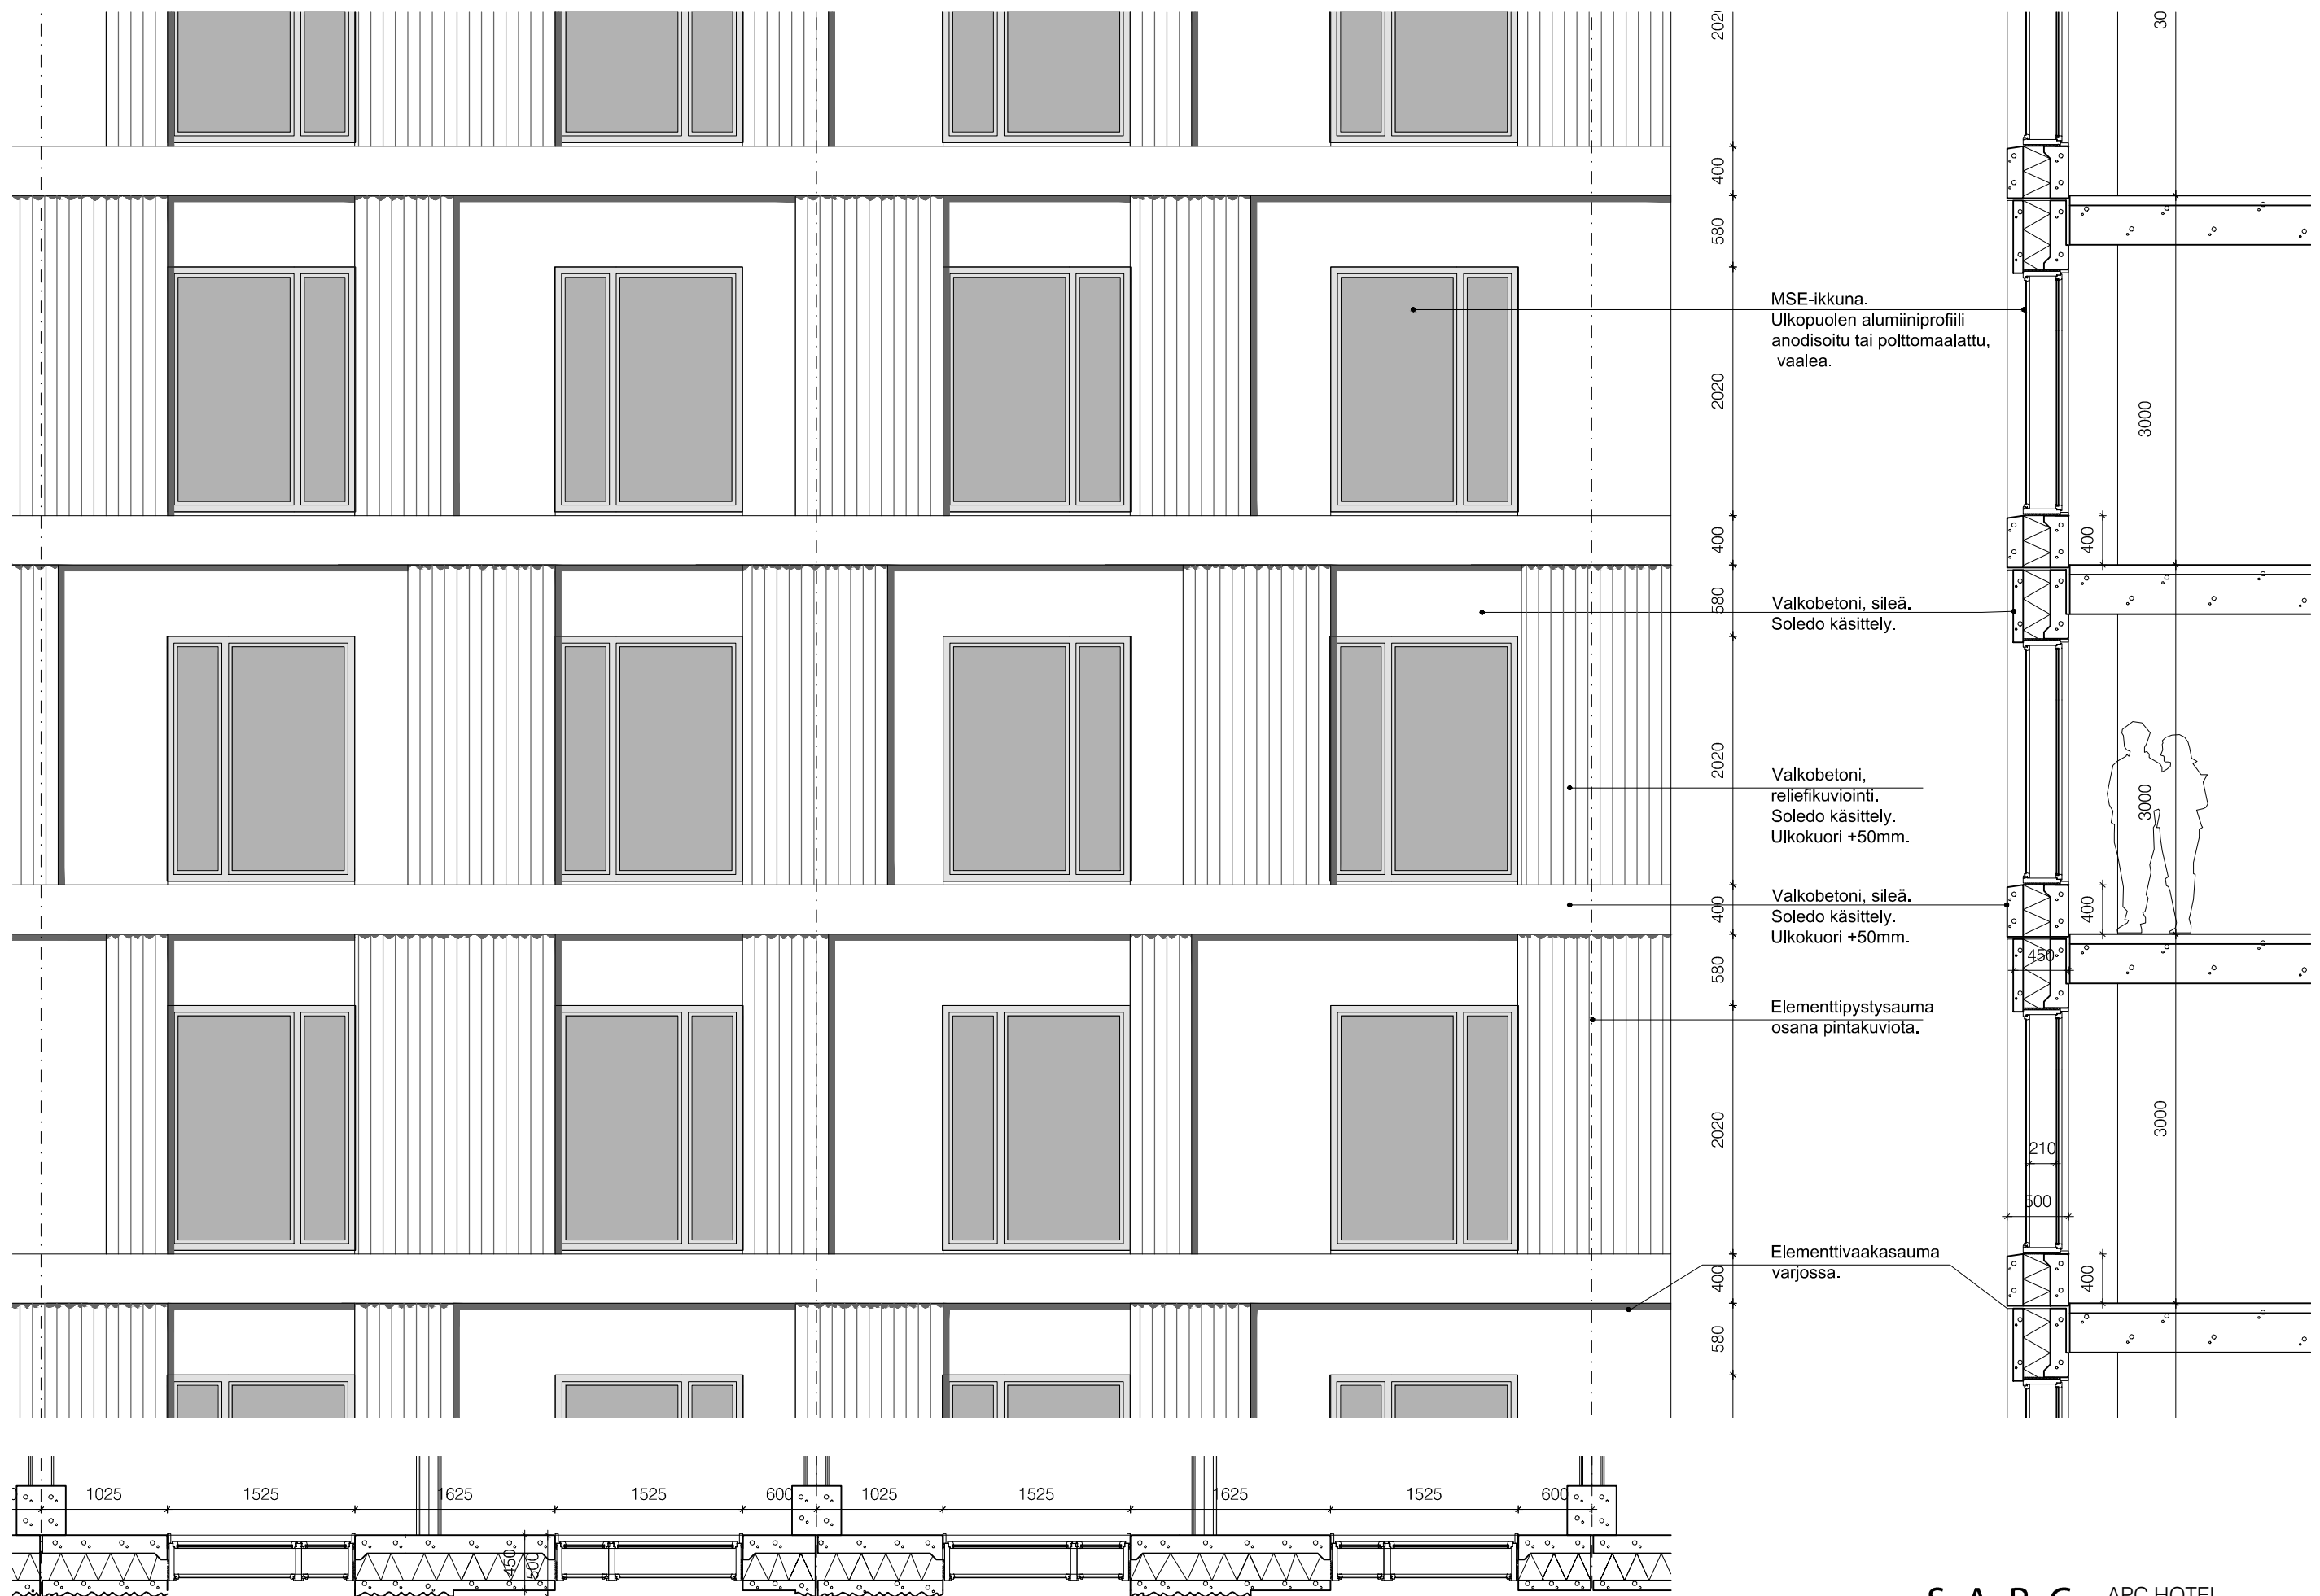 202
30
400
580
MSE-ikkuna.
Ulkopuolen alumiiniprofiili
anodisoitu tai polttomaalattu,
vaalea.
2020
3000
400
400
580
Valkobetoni, sileä.
Soledo käsittely.
2020
Valkobetoni,
reliefikuviointi.
Soledo käsittely.
Ulkokuori +50mm.
3000
400
Valkobetoni, sileä.
Soledo käsittely.
Ulkokuori +50mm.
400
580
450
Elementtipystysauma
osana pintakuviota.
2020
3000
210
500
400
Elementtivaakasauma
varjossa.
400
580
1025 1525 1625 1525 600 1025 1525 1625 1525 600
450
500
S A R C
ARC HOTEL